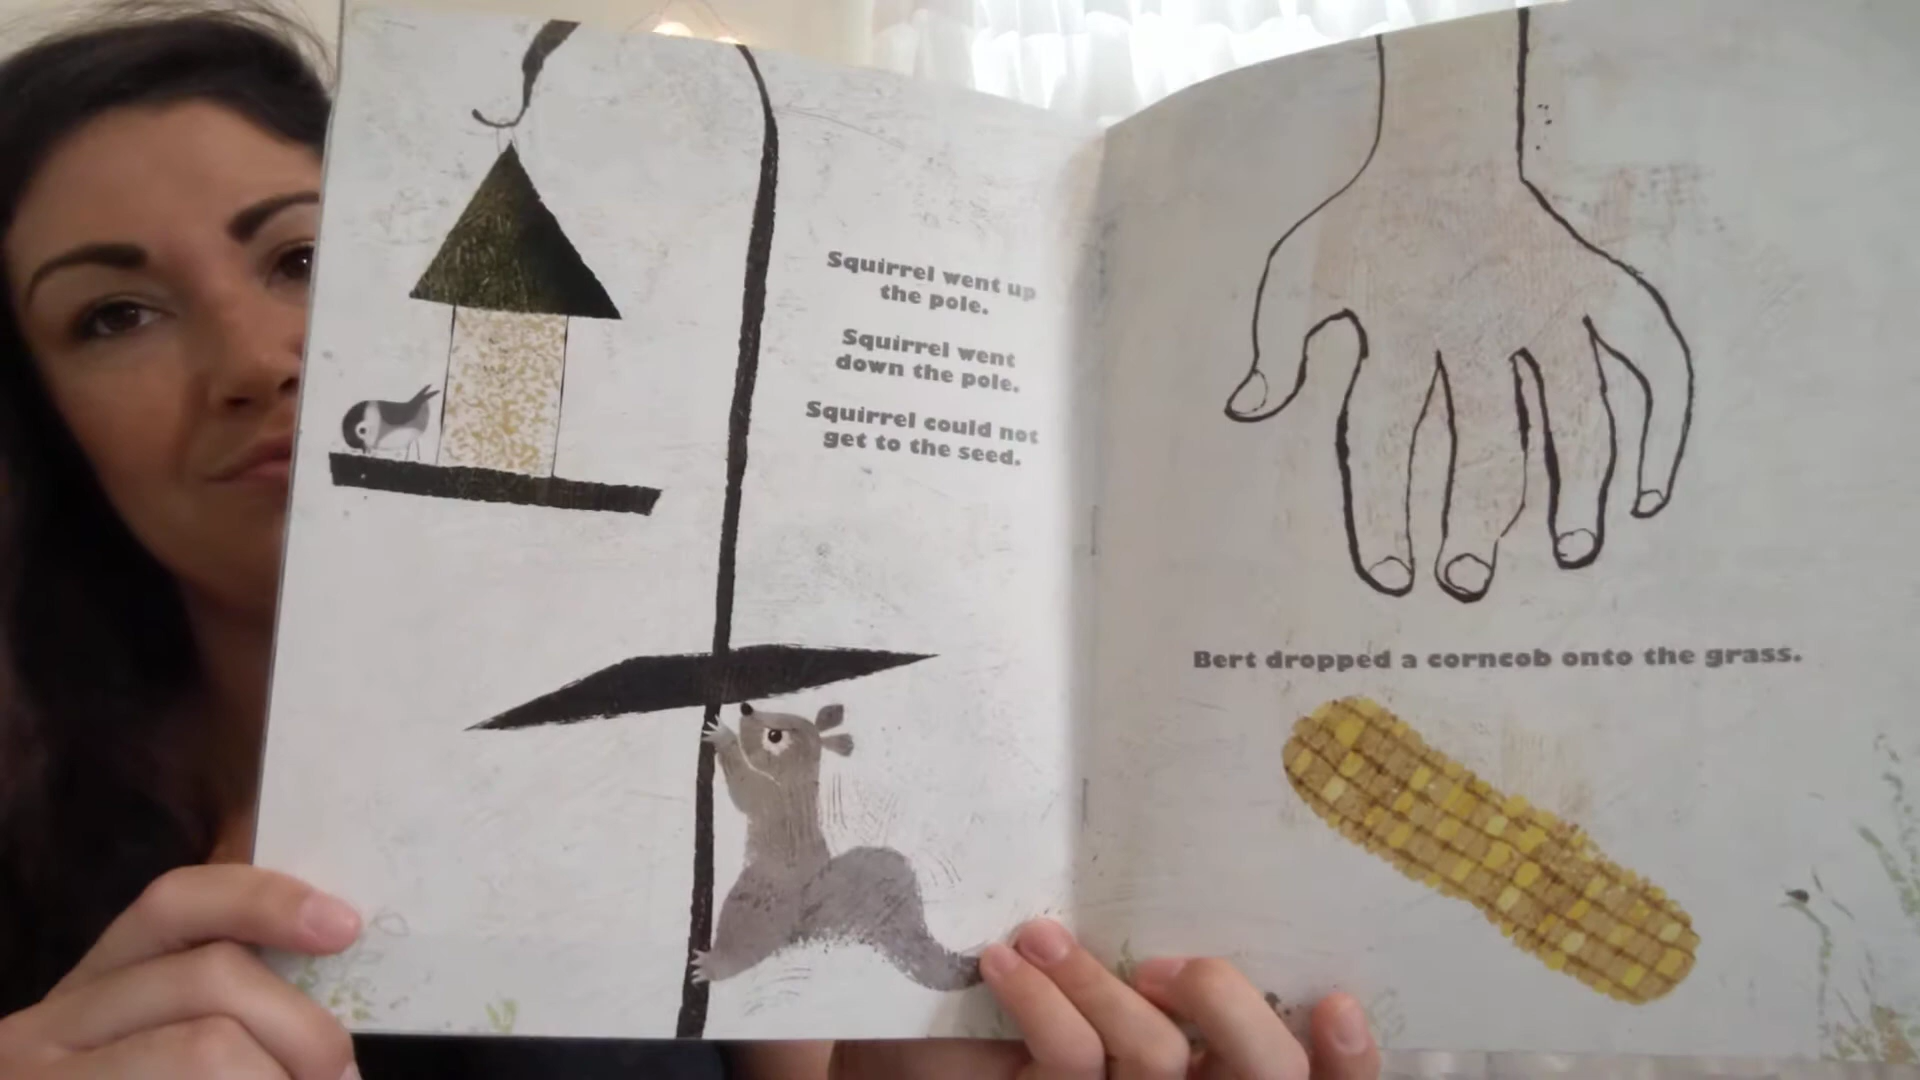 Squirrel went up
the pole.
Squirrel went
down the pole.
Squirrel could not
get to the seed.
Bert dropped a corncob onto the grass.